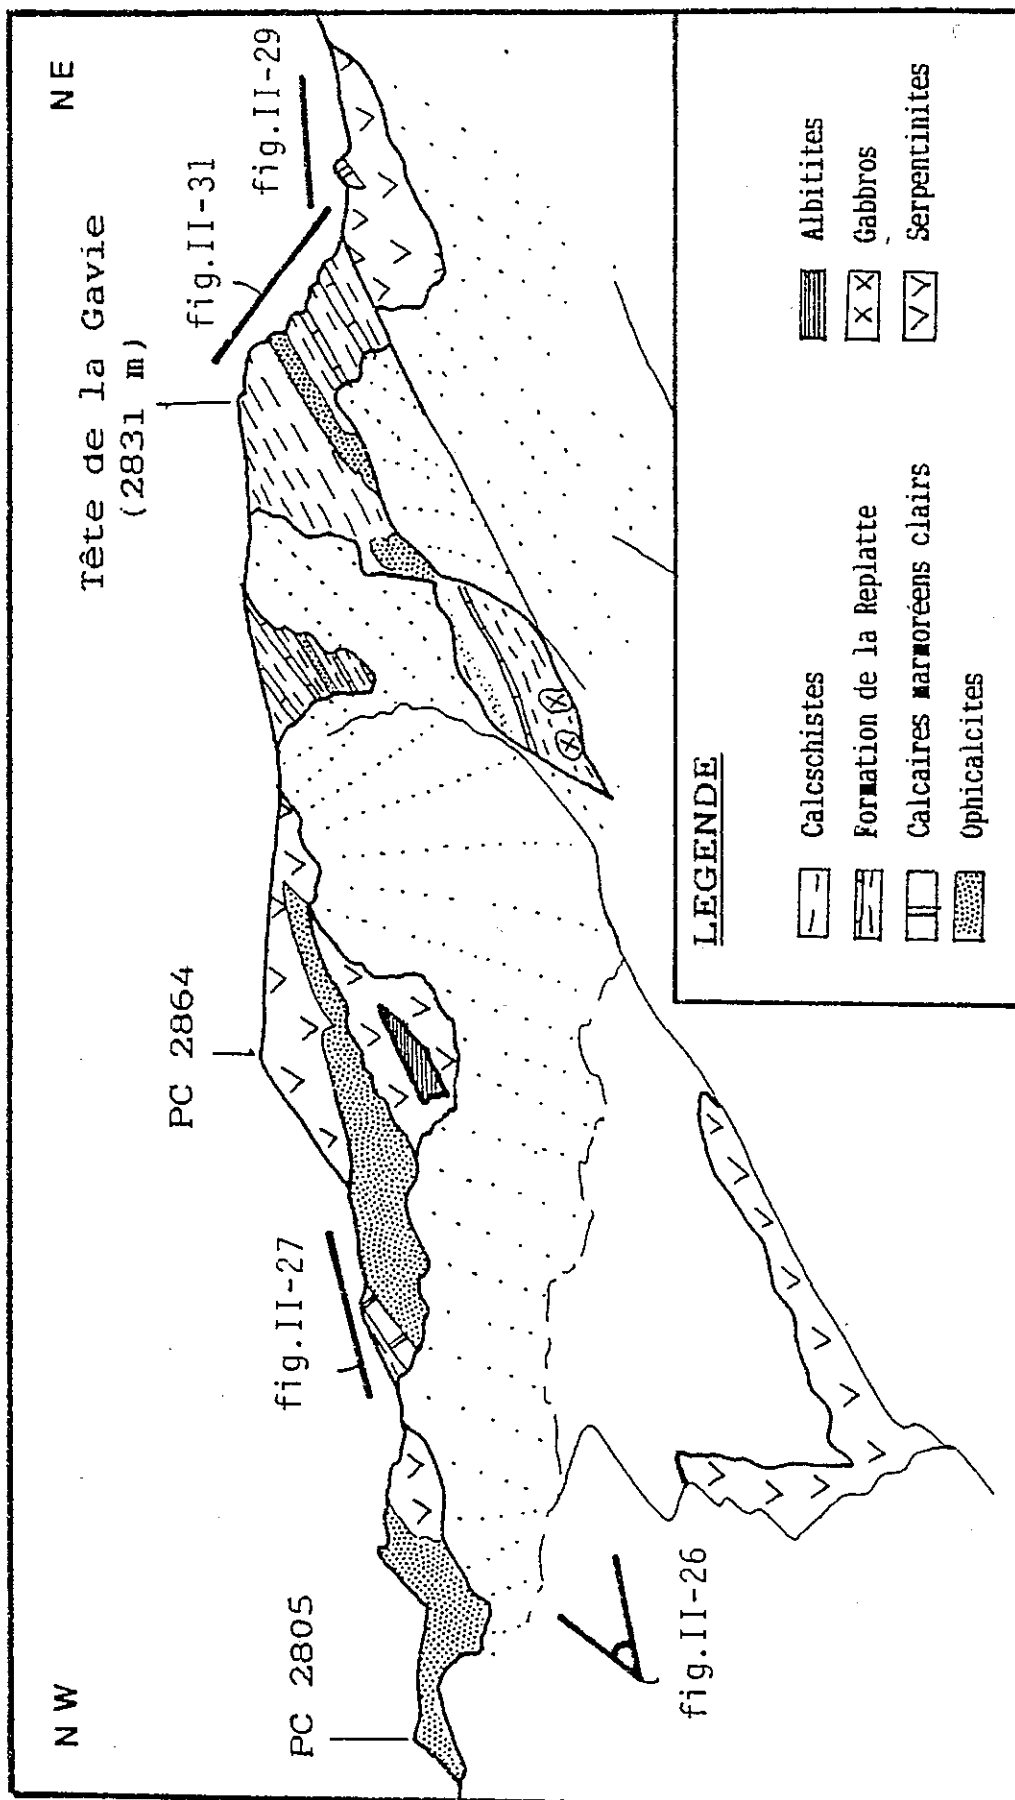 NW
NE
Tête de la Gavie
(2831 m)
fig.II-31
fig.II-29
PC 2864
fig.II-27
PC 2805
fig.II-26
LEGENDE
Calcschistes
Formation de la Replatte
Calcaires marmoréens clairs
Ophicalcites
Albitites
Gabbros
Serpentinites